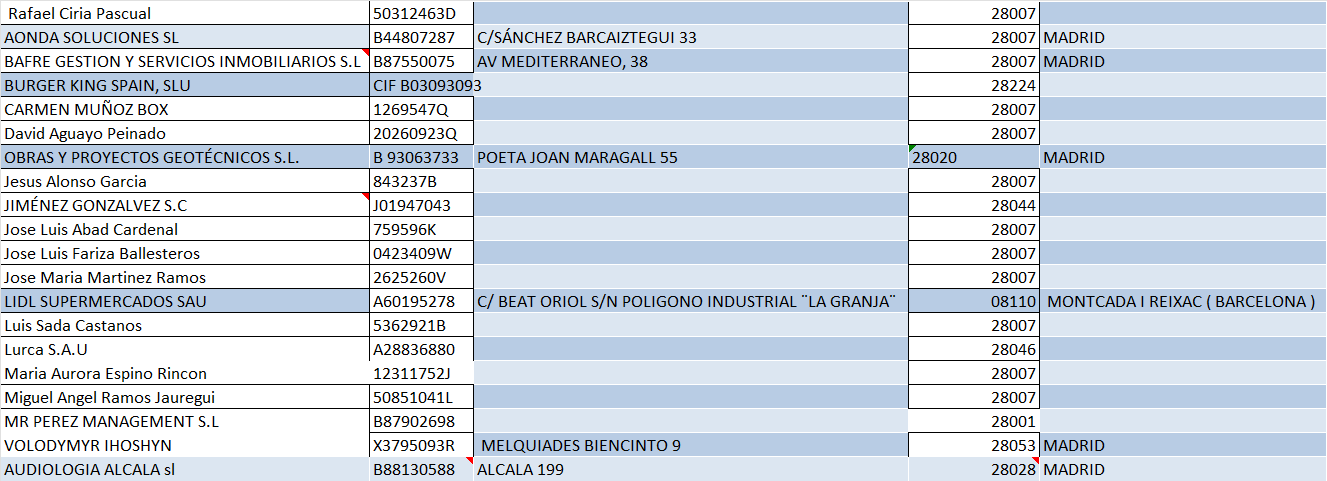 Rafael Ciria Pascual 50312463D 28007
AONDA SOLUCIONES SL B44807287 C/SÁNCHEZ BARCAIZTEGUI 33 28007 MADRID
BAFRE GESTION Y SERVICIOS INMOBILIARIOS S.L B87550075 AV MEDITERRANEO, 38 28007 MADRID
BURGER KING SPAIN, SLU CIF B03093093 28224
CARMEN MUÑOZ BOX 1269547Q 28007
David Aguayo Peinado 20260923Q 28007
OBRAS Y PROYECTOS GEOTÉCNICOS S.L. B 93063733 POETA JOAN MARAGALL 55 28020 MADRID
Jesus Alonso Garcia 843237B 28007
JIMÉNEZ GONZALVEZ S.C J01947043 28044
Jose Luis Abad Cardenal 759596K 28007
Jose Luis Fariza Ballesteros 0423409W 28007
Jose Maria Martinez Ramos 2625260V 28007
LIDL SUPERMERCADOS SAU A60195278 C/ BEAT ORIOL S/N POLIGONO INDUSTRIAL ¨LA GRANJA¨ 08110 MONTCADA I REIXAC ( BARCELONA )
Luis Sada Castanos 5362921B 28007
Lurca S.A.U A28836880 28046
Maria Aurora Espino Rincon 12311752J 28007
Miguel Angel Ramos Jauregui 50851041L 28007
MR PEREZ MANAGEMENT S.L B87902698 28001
VOLODYMYR IHOSHYN X3795093R MELQUIADES BIENCINTO 9 28053 MADRID
AUDIOLOGIA ALCALA sl B88130588 ALCALA 199 28028 MADRID